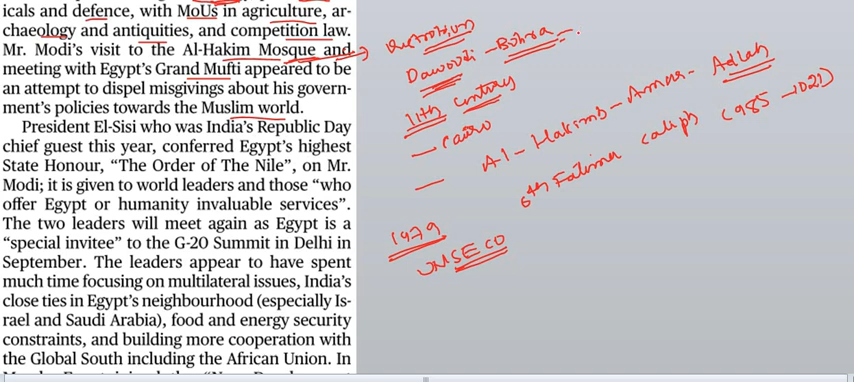 icals and defence, with MoUs in agriculture, ar-
chaeology and antiquities, and competition law.
Mr. Modi's visit to the Al-Hakim Mosque and
meeting with Egypt's Grand Mufti appeared to be
an attempt to dispel misgivings about his govern-
ment's policies towards the Muslim world.
President El-Sisi who was India's Republic Day
chief guest this year, conferred Egypt's highest
State Honour, “The Order of The Nile”, on Mr.
Modi; it is given to world leaders and those “who
offer Egypt or humanity invaluable services”.
The two leaders will meet again as Egypt is a
“special invitee” to the G-20 Summit in Delhi in
September. The leaders appear to have spent
much time focusing on multilateral issues, India's
close ties in Egypt's neighbourhood (especially Is-
rael and Saudi Arabia), food and energy security
constraints, and building more cooperation with
the Global South including the African Union. In
Dawoodi - Bohra
11th Century
- Cairo
- Al-Hakimb-Amar- Adlah
6th Fatima caliph (985 - 1021)
1979
UNSECO